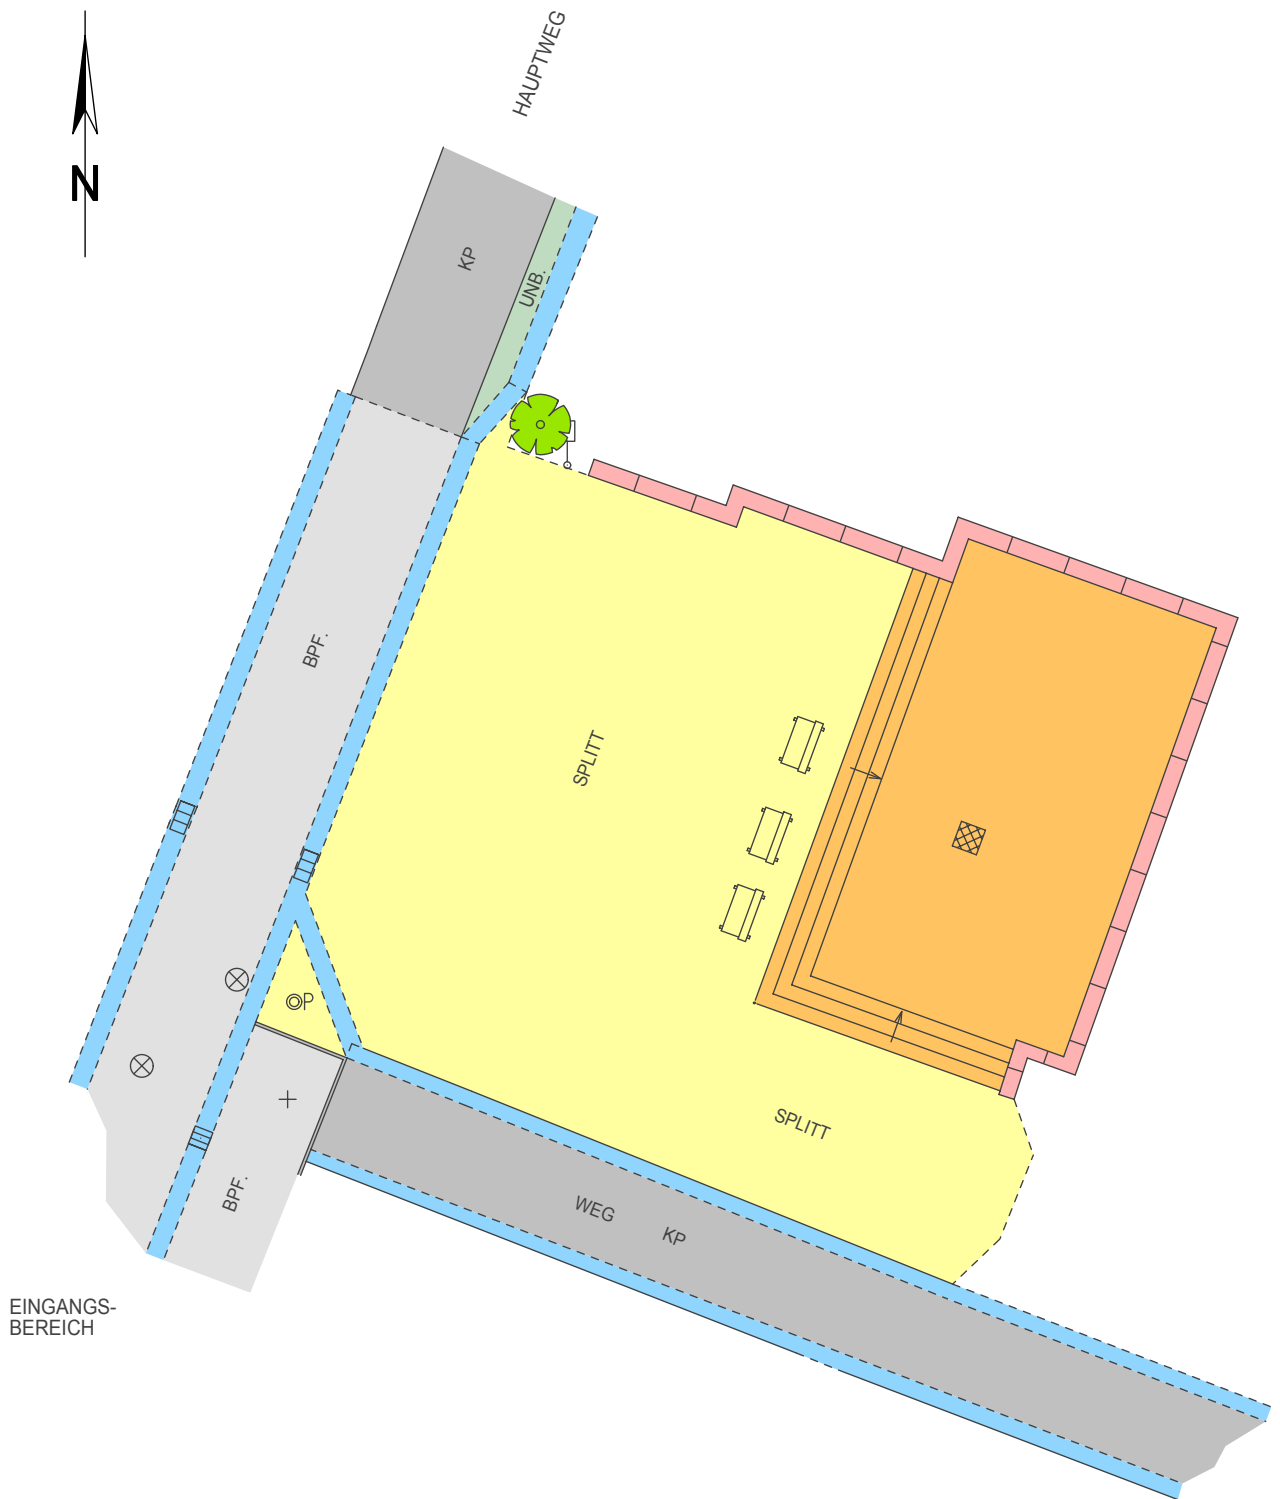 HAUPTWEG
N
KP
UNB.
BPF.
SPLITT
P
SPLITT
BPF.
WEG KP
EINGANGS-
BEREICH